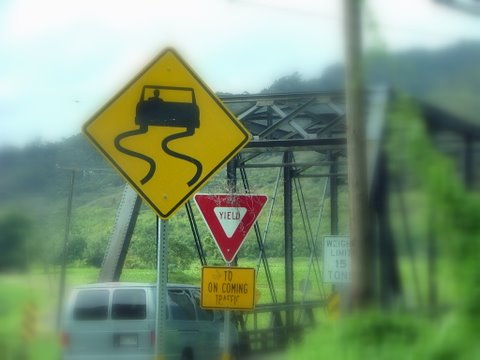 YIELD
TO
ON COMING
TRAFFIC
WEIGHT
LIMIT
15
TONS